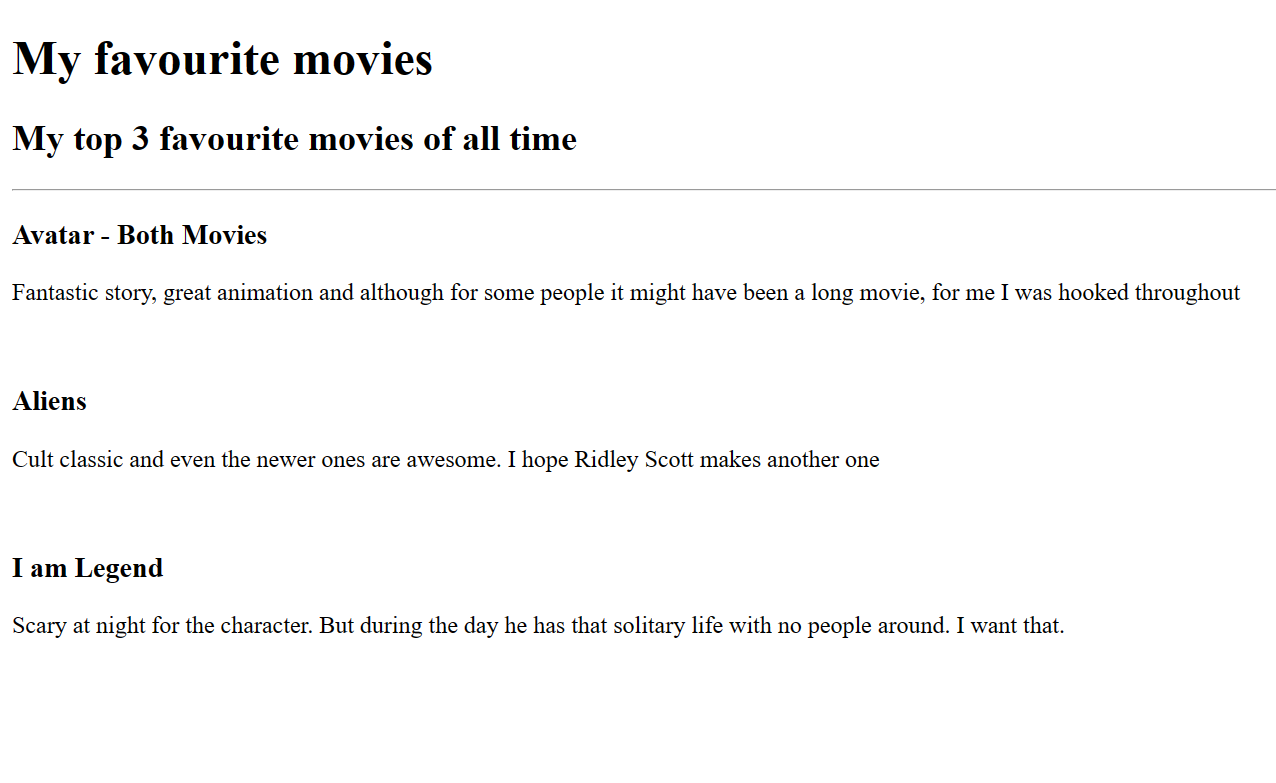 My favourite movies
My top 3 favourite movies of all time
Avatar - Both Movies
Fantastic story, great animation and although for some people it might have been a long movie, for me I was hooked throughout
Aliens
Cult classic and even the newer ones are awesome. I hope Ridley Scott makes another one
I am Legend
Scary at night for the character. But during the day he has that solitary life with no people around. I want that.